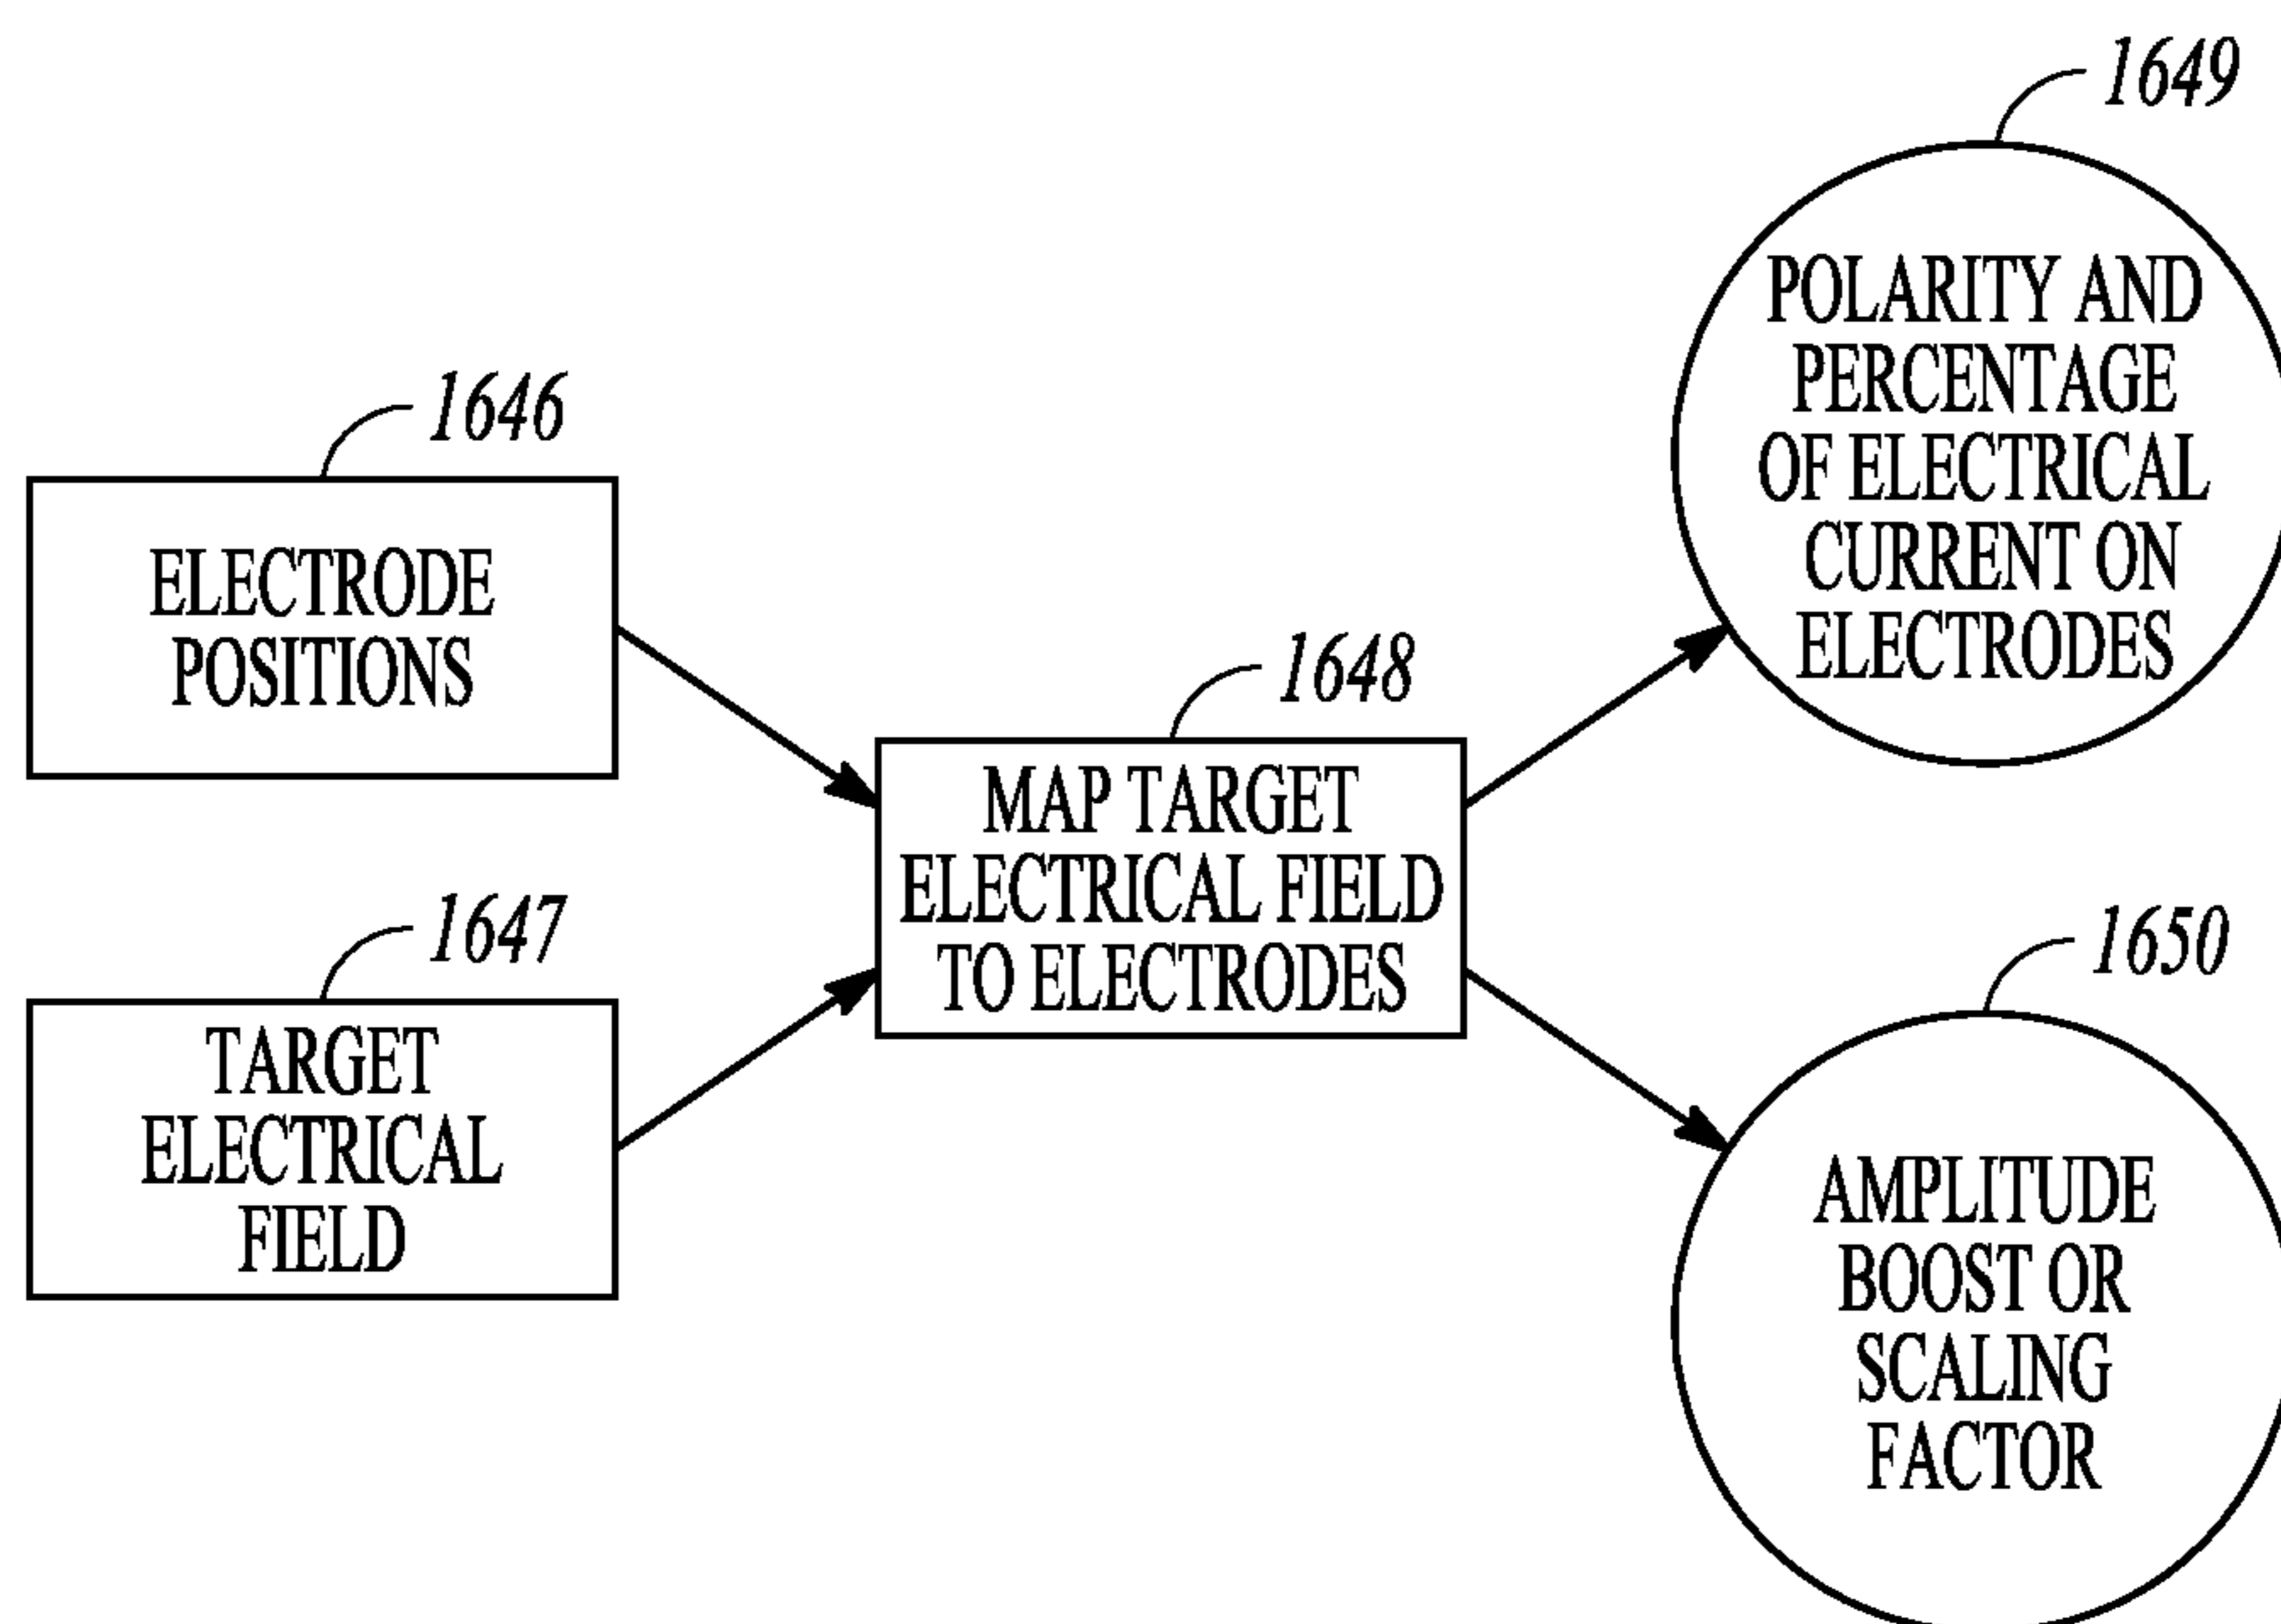 1649
POLARITY AND
PERCENTAGE
OF ELECTRICAL
CURRENT ON
ELECTRODES
1646
ELECTRODE
POSITIONS
1648
MAP TARGET
ELECTRICAL FIELD
TO ELECTRODES
1647
TARGET
ELECTRICAL
FIELD
1650
AMPLITUDE
BOOST OR
SCALING
FACTOR